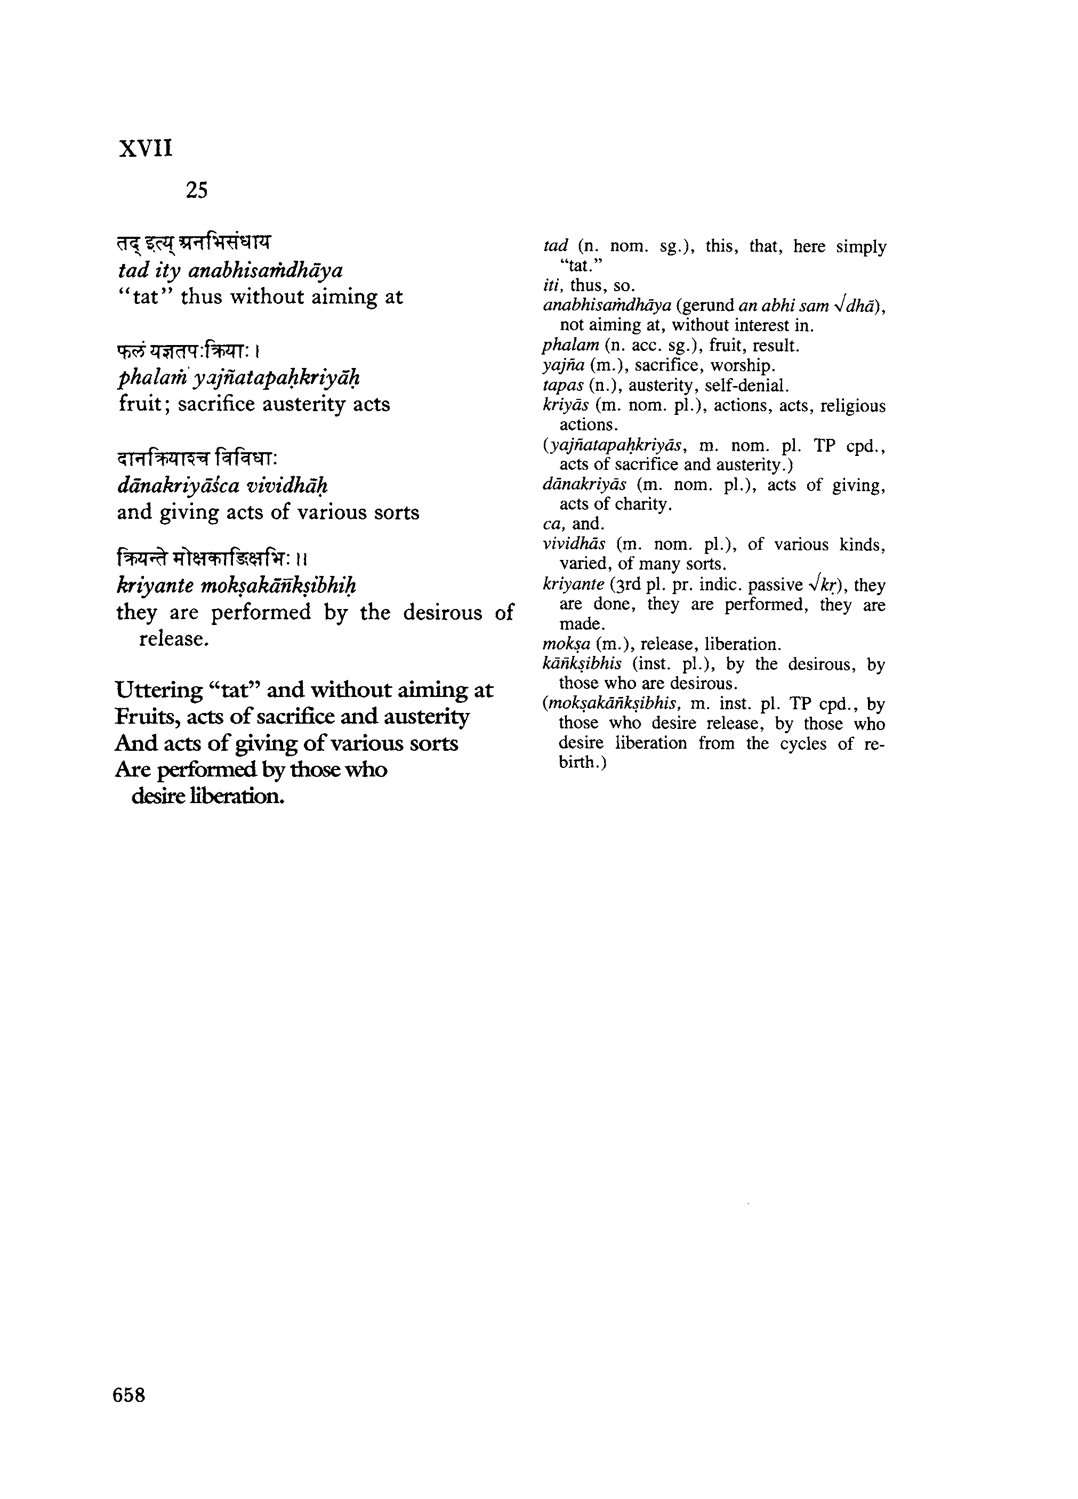 XVII
25
तद् इत्य् अनभिसंधाय
tad ity anabhisaṁdhāya
“tat” thus without aiming at
फलं यज्ञतपःक्रियाः ।
phalaṁ yajñatapaḥkriyāḥ
fruit; sacrifice austerity acts
दानक्रियाश्च विविधाः
dānakriyāśca vividhāḥ
and giving acts of various sorts
क्रियन्ते मोक्षकाङ्क्षिभिः ।।
kriyante mokṣakān̄kṣibhiḥ
they are performed by the desirous of
release.
Uttering “tat” and without aiming at
Fruits, acts of sacrifice and austerity
And acts of giving of various sorts
Are performed by those who
desire liberation.
tad (n. nom. sg.), this, that, here simply
“tat.”
iti, thus, so.
anabhisaṁdhāya (gerund an abhi sam √dhā),
not aiming at, without interest in.
phalam (n. acc. sg.), fruit, result.
yajña (m.), sacrifice, worship.
tapas (n.), austerity, self-denial.
kriyās (m. nom. pl.), actions, acts, religious
actions.
(yajñatapaḥkriyās, m. nom. pl. TP cpd.,
acts of sacrifice and austerity.)
dānakriyās (m. nom. pl.), acts of giving,
acts of charity.
ca, and.
vividhās (m. nom. pl.), of various kinds,
varied, of many sorts.
kriyante (3rd pl. pr. indic. passive √kṛ), they
are done, they are performed, they are
made.
mokṣa (m.), release, liberation.
kān̄kṣibhis (inst. pl.), by the desirous, by
those who are desirous.
(mokṣakān̄kṣibhis, m. inst. pl. TP cpd., by
those who desire release, by those who
desire liberation from the cycles of re-
birth.)
658